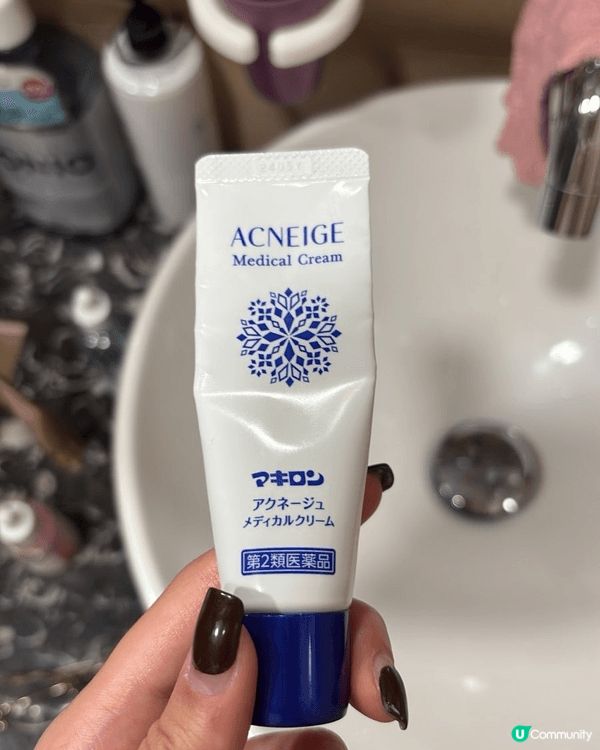 ACNEIGE
Medical Cream
マキロン
アクネージュ
メディカルクリーム
第2類医薬品
U Community